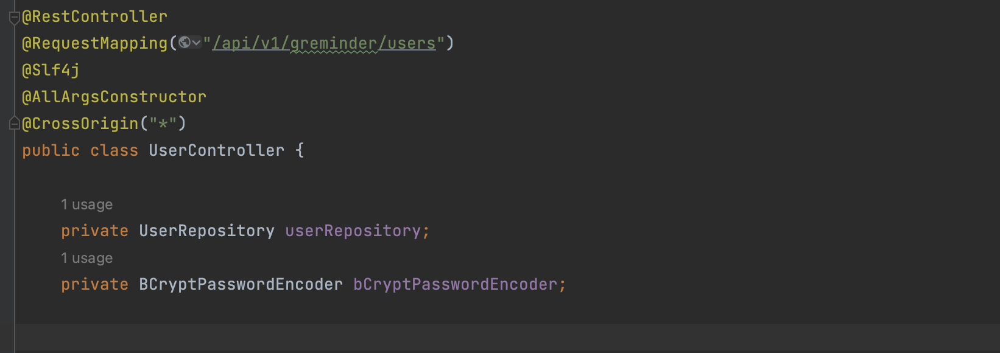 @RestController
@RequestMapping("/api/v1/greminder/users")
@Slf4j
@AllArgsConstructor
@CrossOrigin("*")
public class UserController {
1 usage
private UserRepository userRepository;
1 usage
private BCryptPasswordEncoder bCryptPasswordEncoder;